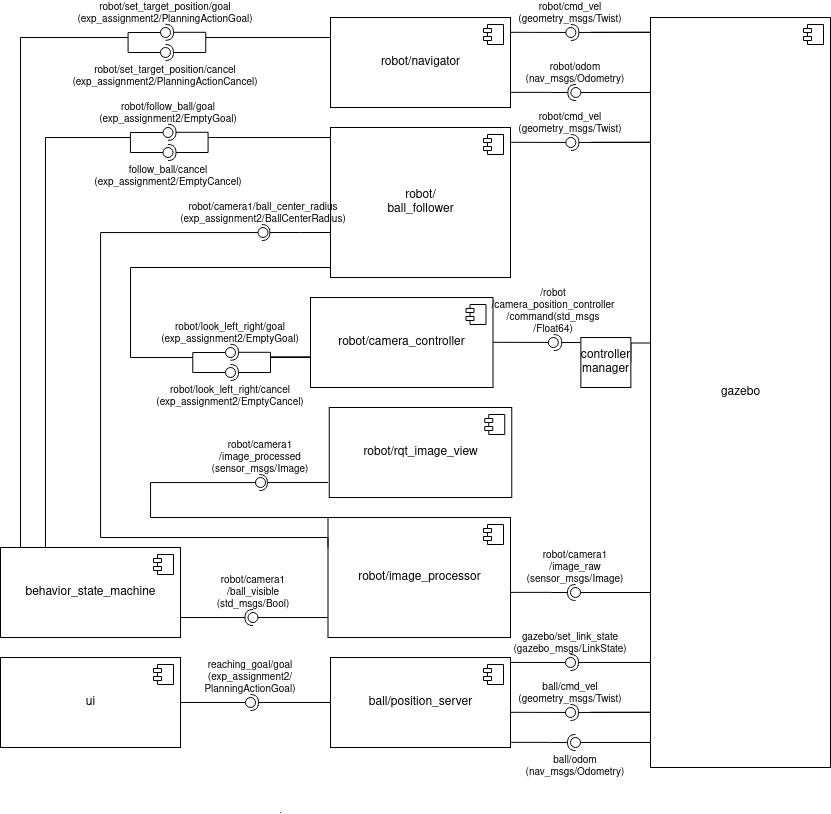 robot/set_target_position/goal
(exp_assignment2/PlanningActionGoal)
robot/set_target_position/cancel
(exp_assignment2/PlanningActionCancel)
robot/navigator
robot/cmd_vel
(geometry_msgs/Twist)
robot/odom
(nav_msgs/Odometry)
robot/follow_ball/goal
(exp_assignment2/EmptyGoal)
follow_ball/cancel
(exp_assignment2/EmptyCancel)
robot/cmd_vel
(geometry_msgs/Twist)
robot/
ball_follower
robot/camera1/ball_center_radius
(exp_assignment2/BallCenterRadius)
robot/look_left_right/goal
(exp_assignment2/EmptyGoal)
robot/look_left_right/cancel
(exp_assignment2/EmptyCancel)
robot/camera_controller
/robot
/camera_position_controller
/command(std_msgs
/Float64)
controller
manager
gazebo
robot/camera1
/image_processed
(sensor_msgs/Image)
robot/rqt_image_view
behavior_state_machine
robot/camera1
/ball_visible
(std_msgs/Bool)
robot/image_processor
robot/camera1
/image_raw
(sensor_msgs/Image)
ui
reaching_goal/goal
(exp_assignment2/
PlanningActionGoal)
ball/position_server
gazebo/set_link_state
(gazebo_msgs/LinkState)
ball/cmd_vel
(geometry_msgs/Twist)
ball/odom
(nav_msgs/Odometry)